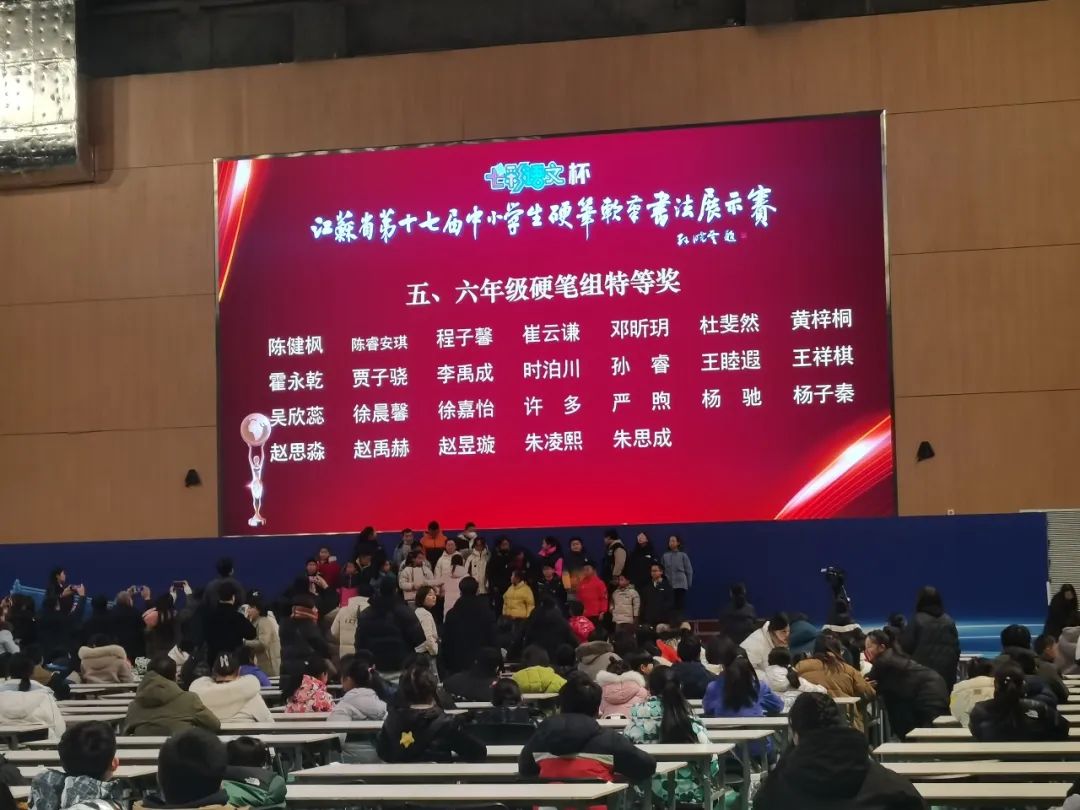 七彩语文杯
江蘇省第十七届中小学生硬筆軟笔書法展示赛
五、六年级硬笔组特等奖
陈健枫 陈睿安琪 程子馨 崔云谦 邓昕玥 杜斐然 黄梓桐
霍永乾 贾子骁 李禹成 时泊川 孙 睿 王睦遐 王祥棋
吴欣蕊 徐晨馨 徐嘉怡 许 多 严 煦 杨 驰 杨子秦
赵思淼 赵禹赫 赵昱璇 朱凌熙 朱思成